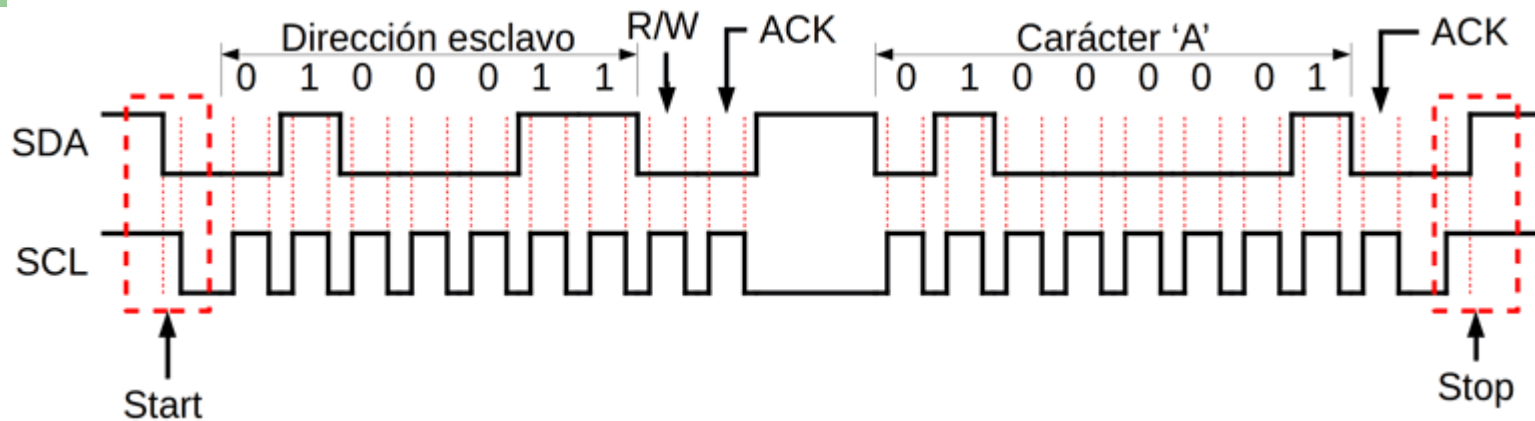 R/W
ACK
Dirección esclavo
Carácter ‘A’
ACK
0 1 0 0 0 1 1
0 1 0 0 0 0 0 1
SDA
SCL
Start
Stop